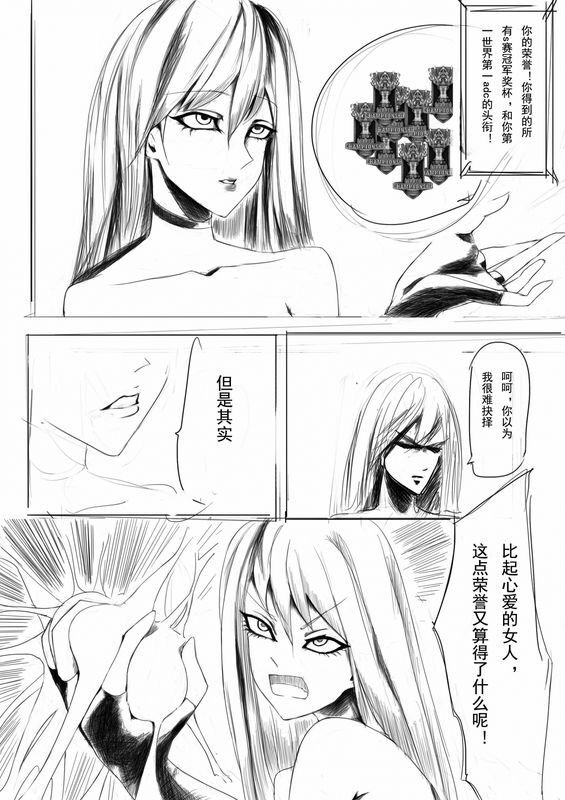 你的荣誉！你得到的所
有s赛冠军奖杯，和你第
一世界第一adc的头衔！
CHAMPIONSHIP
呵呵，你以为
我很难抉择
但是其实
比起心爱的女人，
这点荣誉又算得了什么呢！